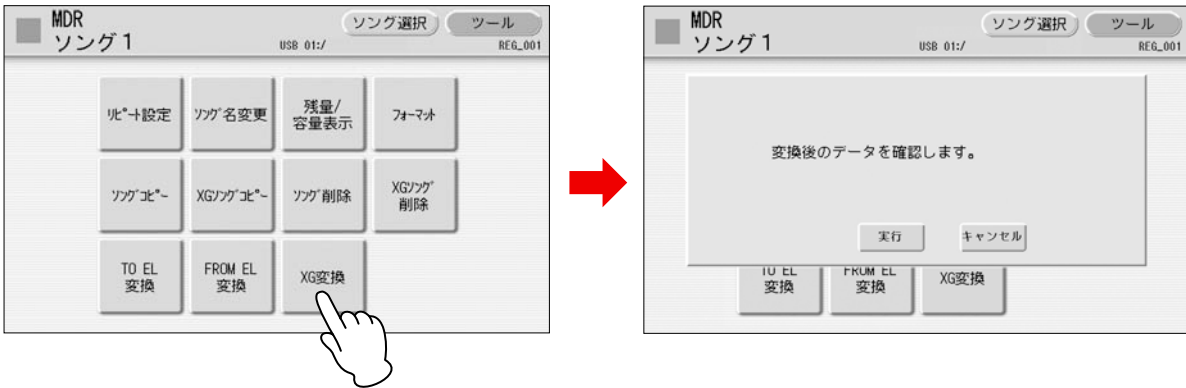 MDR
ソング選択
ツール
ソング1
USB 01:/
REG_001
リピート設定
ソング名変更
残量/
容量表示
フォーマット
ソングコピー
XGソングコピー
ソング削除
XGソング
削除
TO EL
変換
FROM EL
変換
XG変換
MDR
ソング選択
ツール
ソング1
USB 01:/
REG_001
変換後のデータを確認します。
実行
キャンセル
TO EL
変換
FROM EL
変換
XG変換